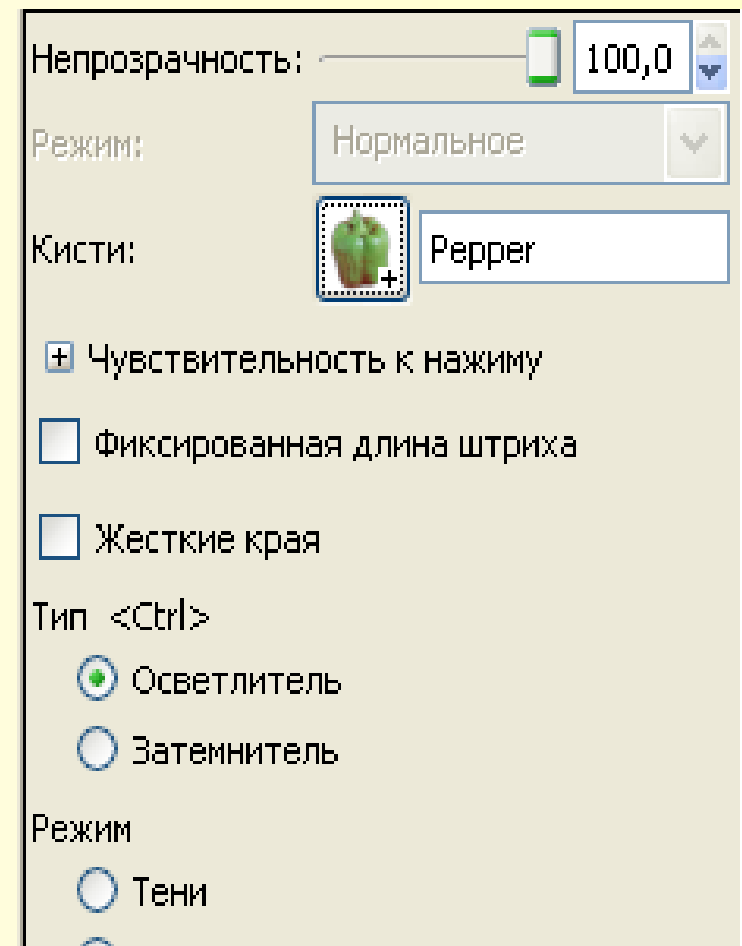 Непрозрачность: 100,0
Режим: Нормальное
Кисти: Pepper
Чувствительность к нажиму
Фиксированная длина штриха
Жесткие края
Тип <Ctrl>
Осветлитель
Затемнитель
Режим
Тени